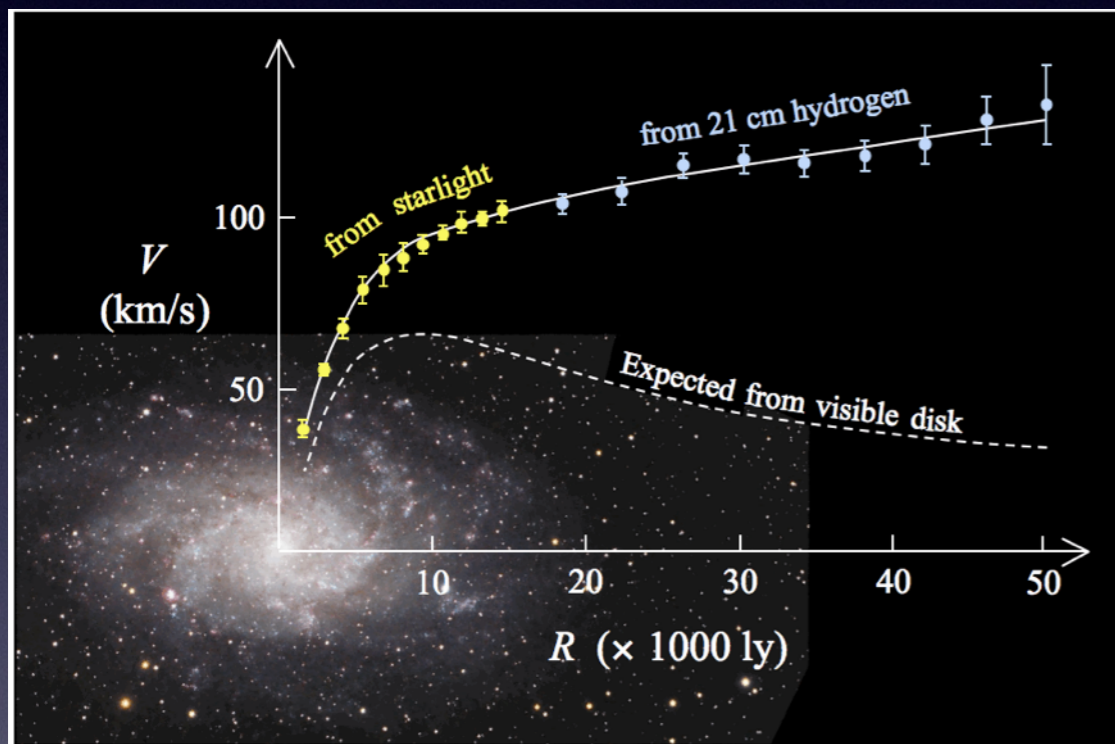 from 21 cm hydrogen
from starlight
100
V
(km/s)
50
Expected from visible disk
10 20 30 40 50
R (× 1000 ly)